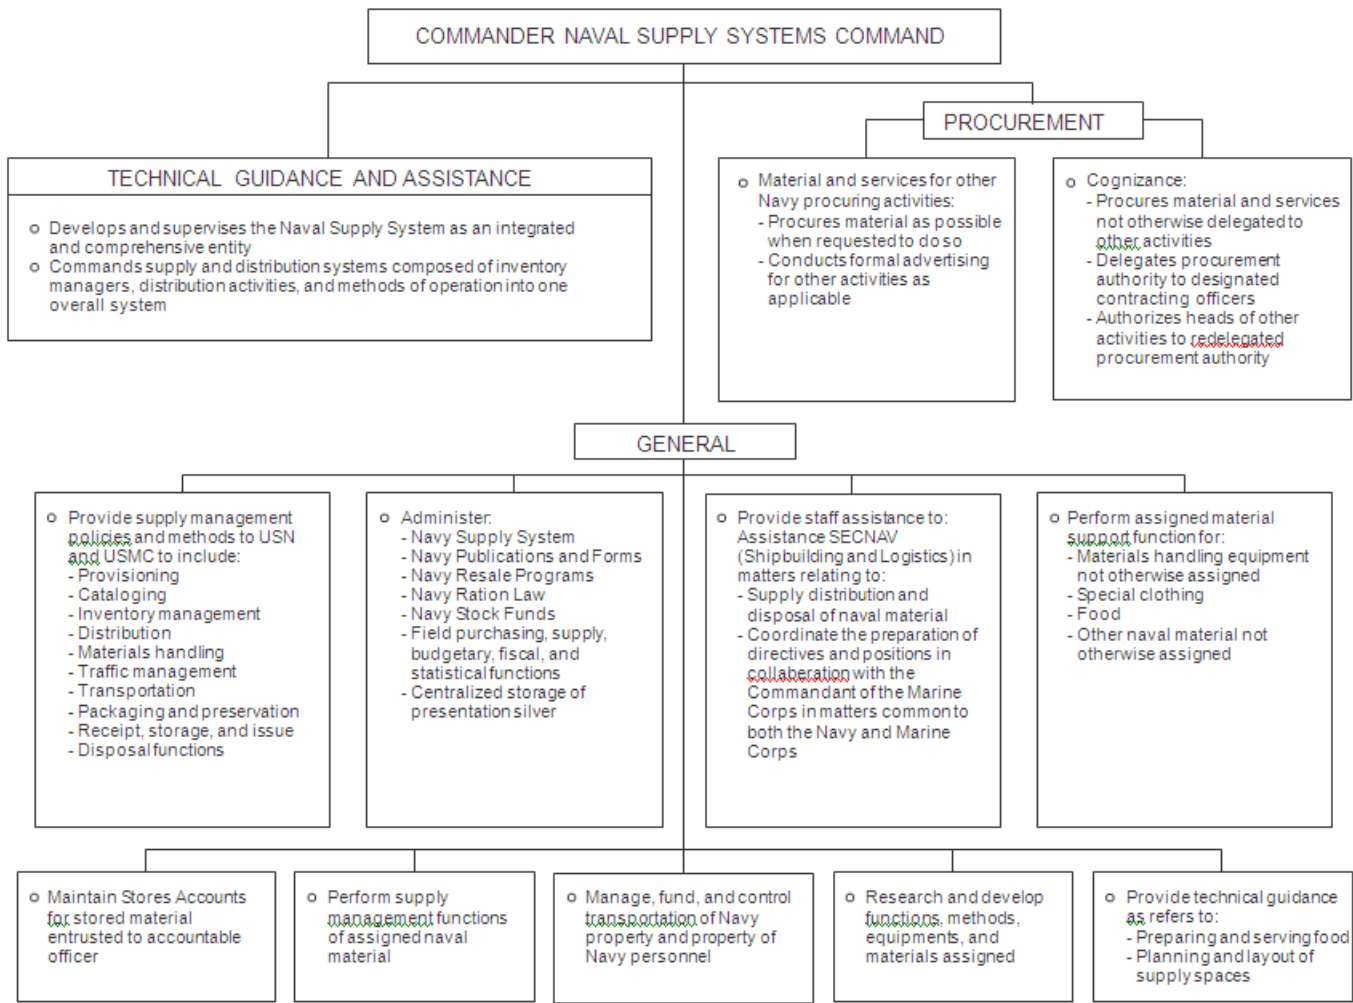 COMMANDER NAVAL SUPPLY SYSTEMS COMMAND
PROCUREMENT
TECHNICAL GUIDANCE AND ASSISTANCE
o Develops and supervises the Naval Supply System as an integrated
and comprehensive entity
o Commands supply and distribution systems composed of inventory
managers, distribution activities, and methods of operation into one
overall system
o Material and services for other
Navy procuring activities:
- Procures material as possible
when requested to do so
- Conducts formal advertising
for other activities as
applicable
o Cognizance:
- Procures material and services
not otherwise delegated to
other activities
- Delegates procurement
authority to designated
contracting officers
- Authorizes heads of other
activities to redelegated
procurement authority
GENERAL
o Provide supply management
policies and methods to USN
and USMC to include:
- Provisioning
- Cataloging
- Inventory management
- Distribution
- Materials handling
- Traffic management
- Transportation
- Packaging and preservation
- Receipt, storage, and issue
- Disposal functions
o Administer:
- Navy Supply System
- Navy Publications and Forms
- Navy Resale Programs
- Navy Ration Law
- Navy Stock Funds
- Field purchasing, supply,
budgetary, fiscal, and
statistical functions
- Centralized storage of
presentation silver
o Provide staff assistance to:
Assistance SECNAV
(Shipbuilding and Logistics) in
matters relating to:
- Supply distribution and
disposal of naval material
- Coordinate the preparation of
directives and positions in
collaberation with the
Commandant of the Marine
Corps in matters common to
both the Navy and Marine
Corps
o Perform assigned material
support function for:
- Materials handling equipment
not otherwise assigned
- Special clothing
- Food
- Other naval material not
otherwise assigned
o Maintain Stores Accounts
for stored material
entrusted to accountable
officer
o Perform supply
management functions
of assigned naval
material
o Manage, fund, and control
transportation of Navy
property and property of
Navy personnel
o Research and develop
functions, methods,
equipments, and
materials assigned
o Provide technical guidance
as refers to:
- Preparing and serving food
- Planning and layout of
supply spaces